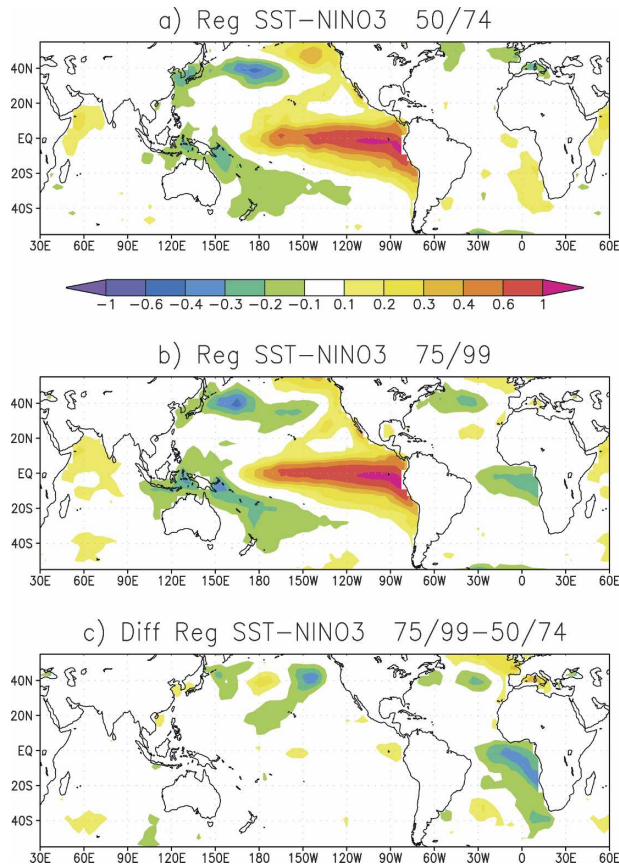 a) Reg SST-NINO3 50/74
40N
20N
EQ
20S
40S
30E 60E 90E 120E 150E 180 150W 120W 90W 60W 30W 0 30E 60E
-1 -0.6 -0.4 -0.3 -0.2 -0.1 0.1 0.2 0.3 0.4 0.6 1
b) Reg SST-NINO3 75/99
40N
20N
EQ
20S
40S
30E 60E 90E 120E 150E 180 150W 120W 90W 60W 30W 0 30E 60E
c) Diff Reg SST-NINO3 75/99-50/74
40N
20N
EQ
20S
40S
30E 60E 90E 120E 150E 180 150W 120W 90W 60W 30W 0 30E 60E